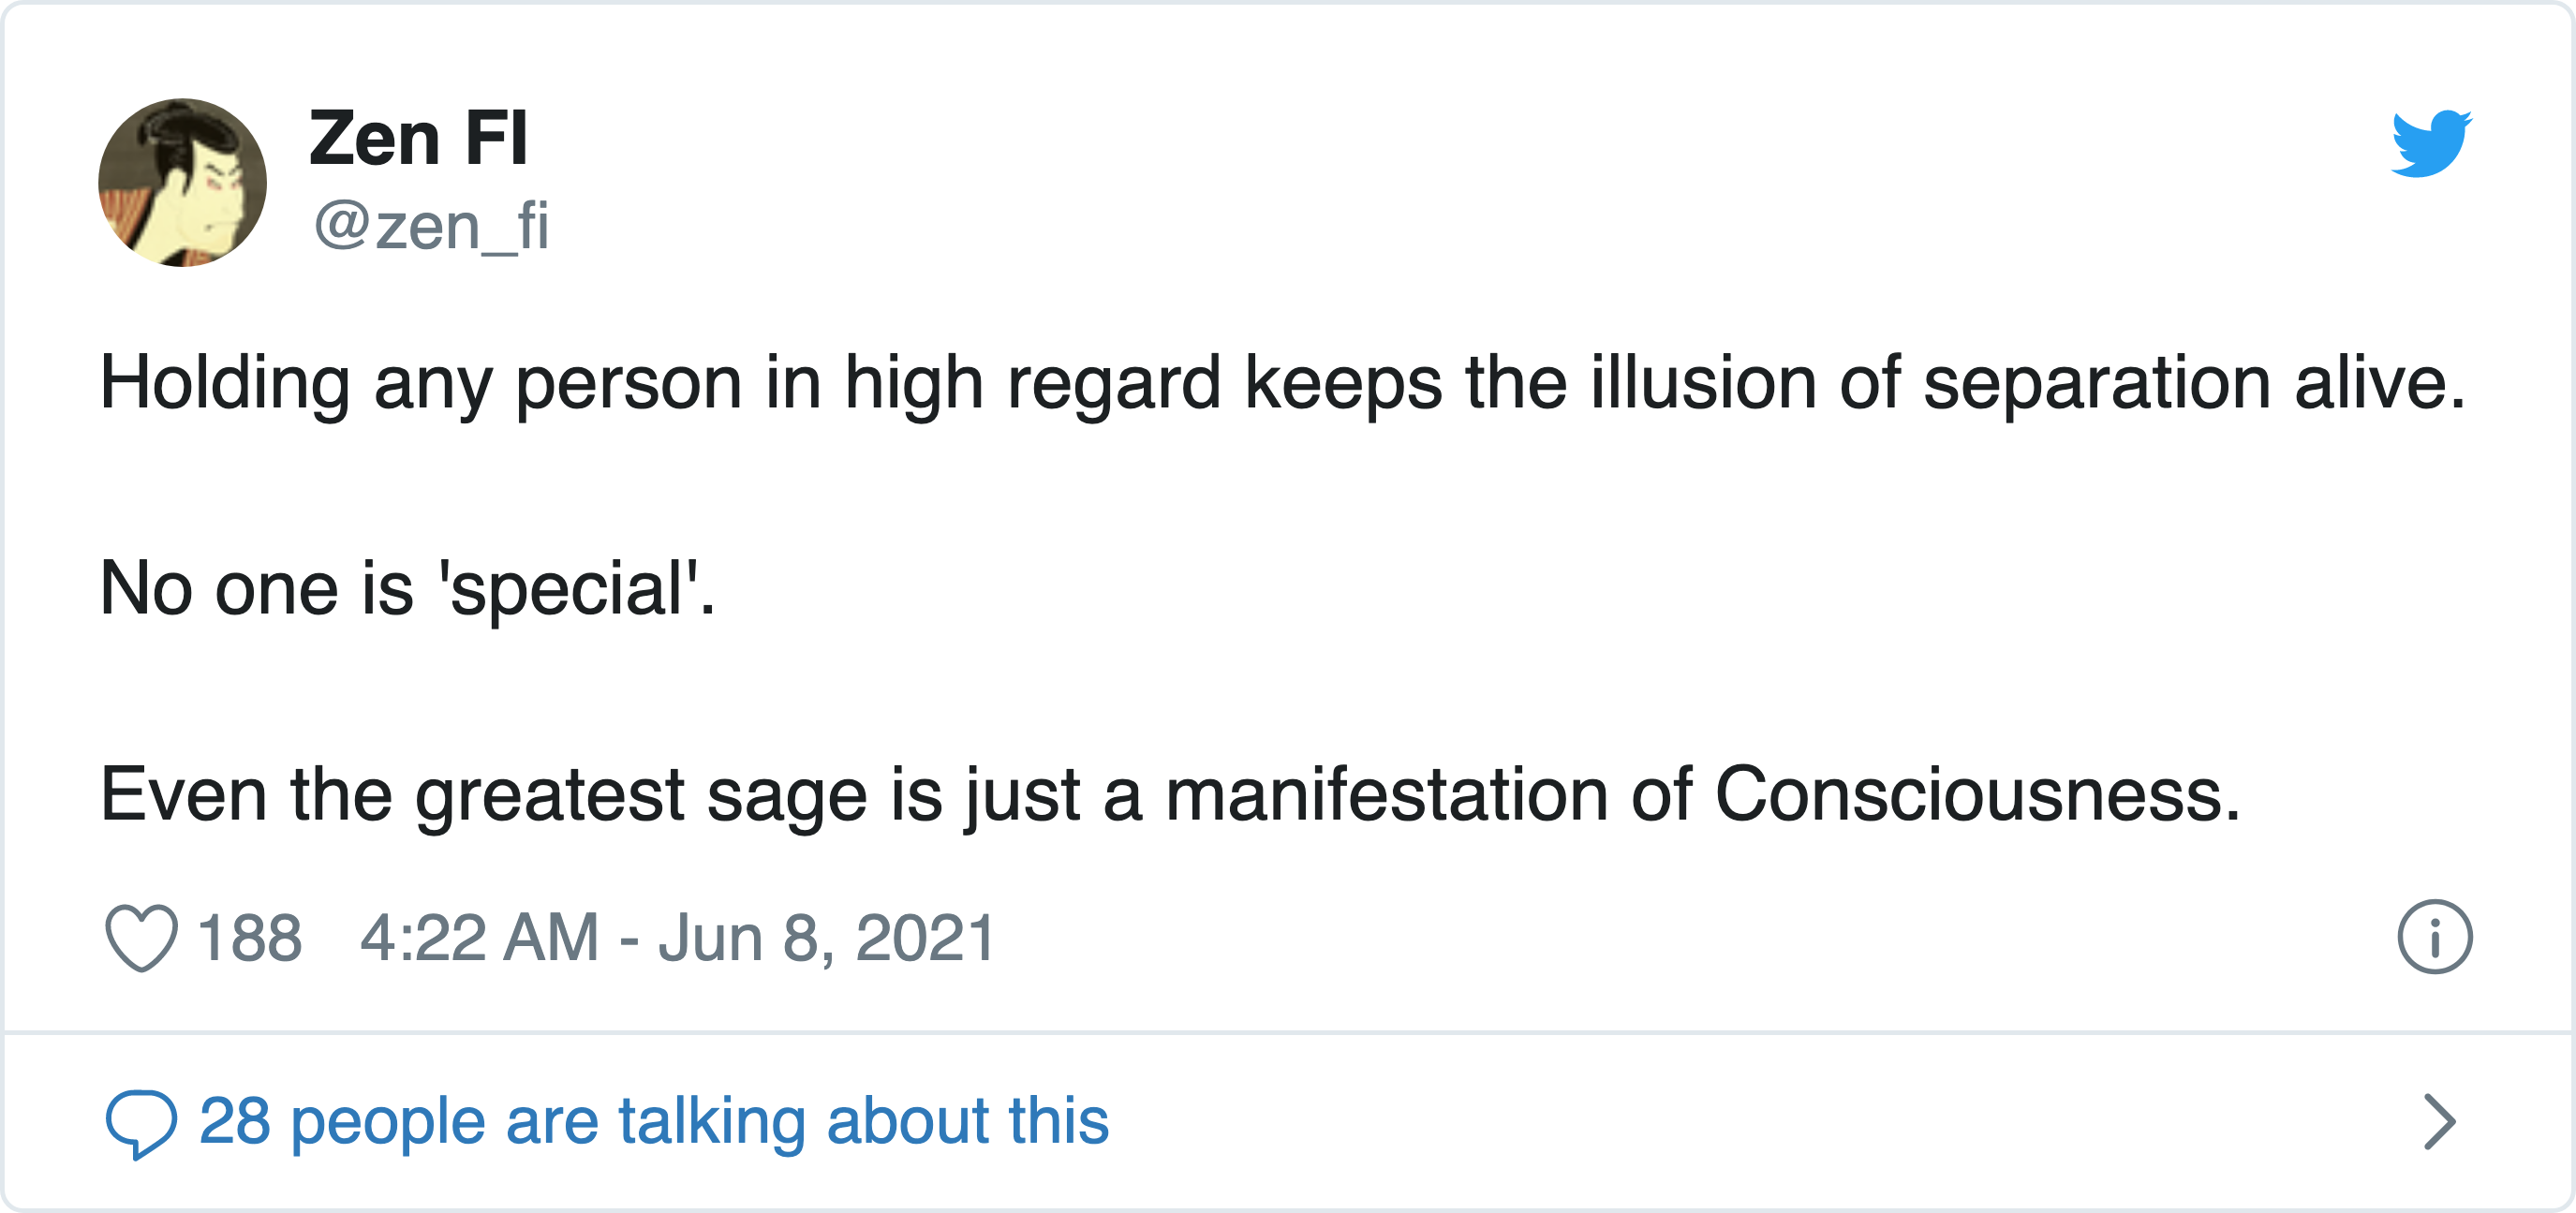 Zen FI
@zen_fi
Holding any person in high regard keeps the illusion of separation alive.
No one is 'special'.
Even the greatest sage is just a manifestation of Consciousness.
188 4:22 AM - Jun 8, 2021
28 people are talking about this